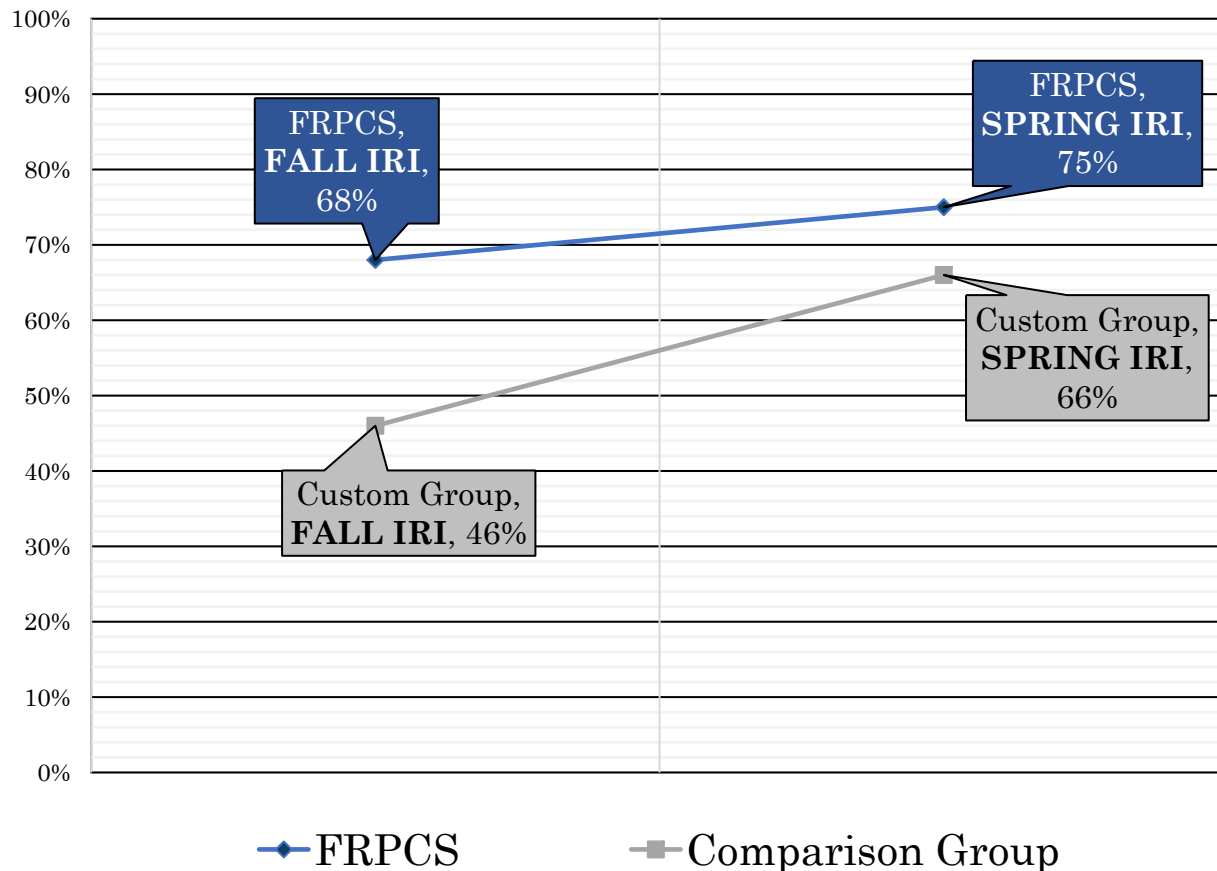 100%
90%
80%
70%
60%
50%
40%
30%
20%
10%
0%
FRPCS,
FALL IRI,
68%
FRPCS,
SPRING IRI,
75%
Custom Group,
FALL IRI, 46%
Custom Group,
SPRING IRI,
66%
FRPCS
Comparison Group